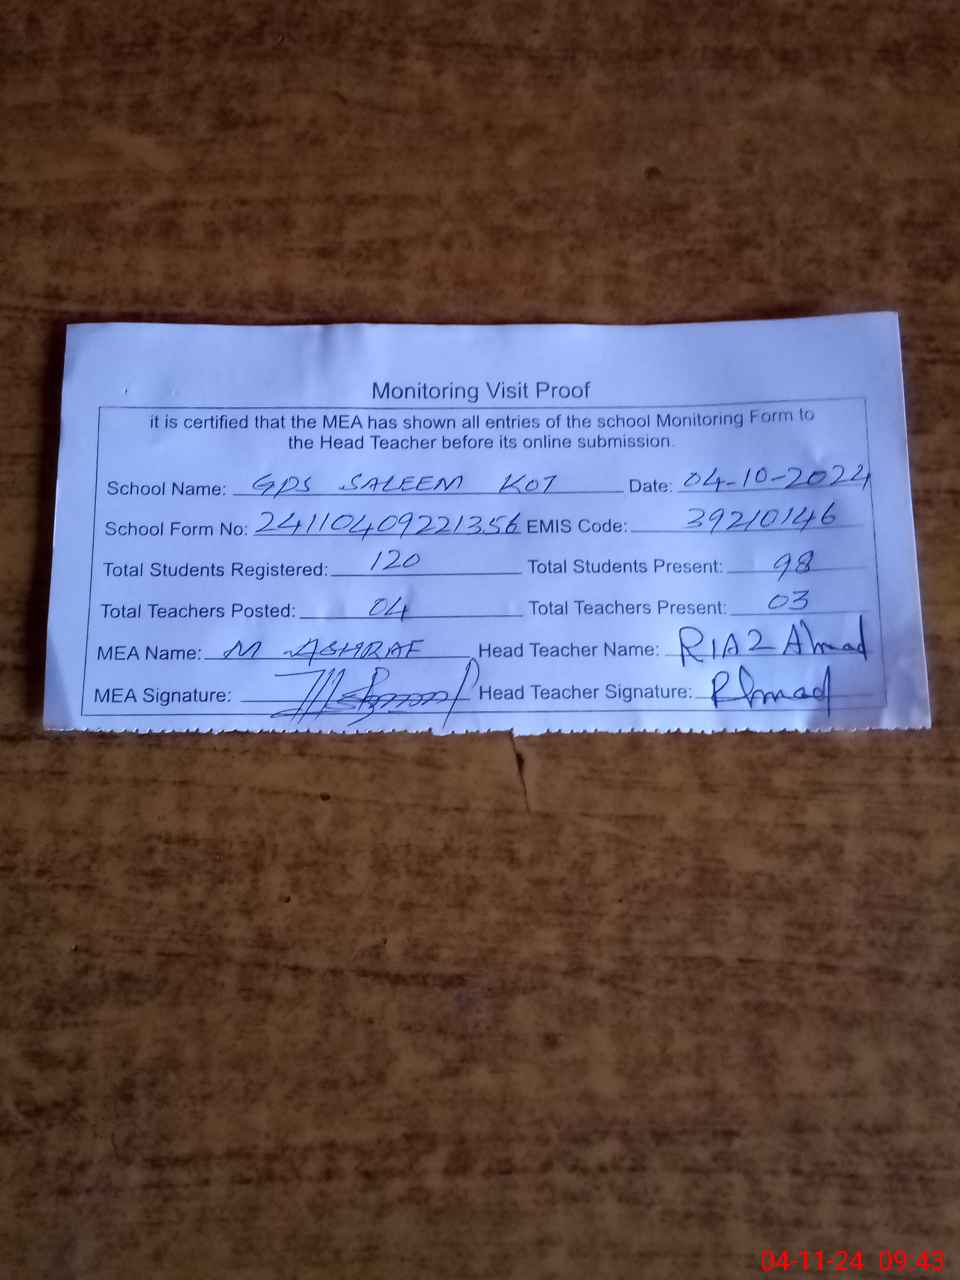 Monitoring Visit Proof
it is certified that the MEA has shown all entries of the school Monitoring Form to
the Head Teacher before its online submission.
School Name: GPS SALEEM KOT Date: 04-10-2024
School Form No: 24110409221356 EMIS Code: 39210146
Total Students Registered: 120 Total Students Present: 98
Total Teachers Posted: 04 Total Teachers Present: 03
MEA Name: M ASHRAF Head Teacher Name: RIAZ Ahmad
MEA Signature: Head Teacher Signature: RAhmad
04-11-24 09:43